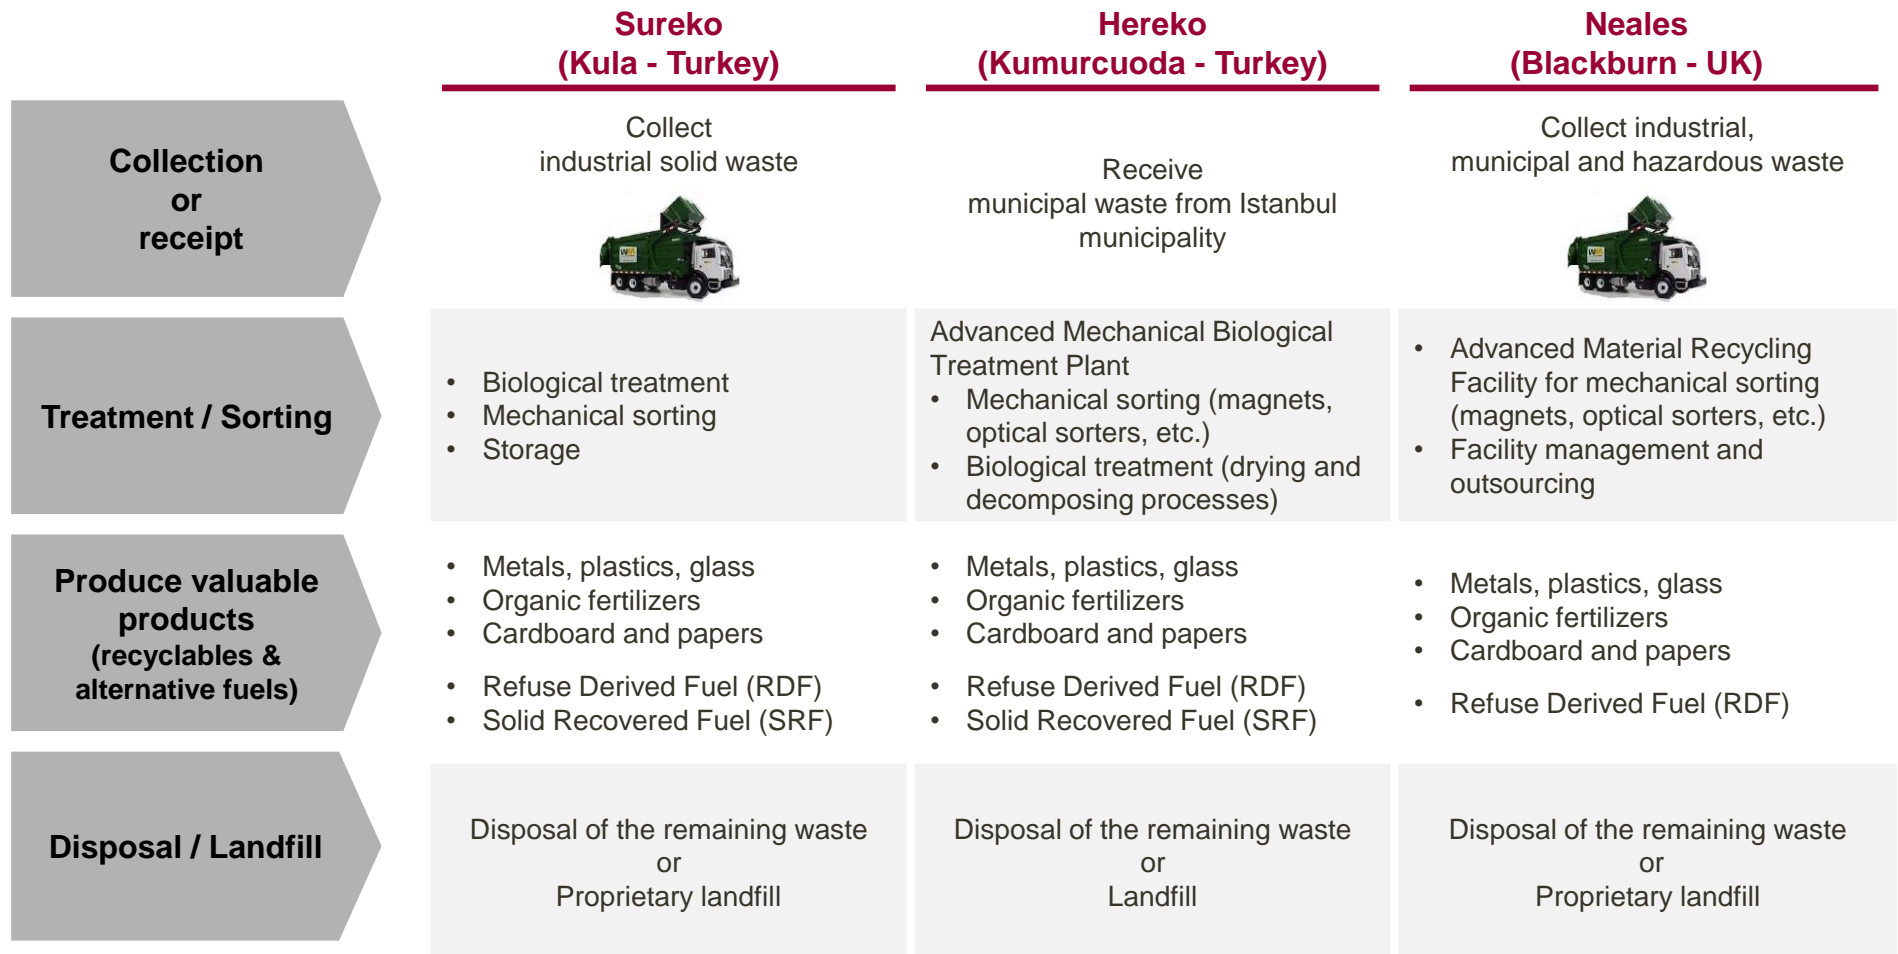 Sureko
(Kula - Turkey)
Hereko
(Kumurcuoda - Turkey)
Neales
(Blackburn - UK)
Collection
or
receipt
Collect
industrial solid waste
Receive
municipal waste from Istanbul
municipality
Collect industrial,
municipal and hazardous waste
Treatment / Sorting
• Biological treatment
• Mechanical sorting
• Storage
Advanced Mechanical Biological
Treatment Plant
• Mechanical sorting (magnets,
optical sorters, etc.)
• Biological treatment (drying and
decomposing processes)
• Advanced Material Recycling
Facility for mechanical sorting
(magnets, optical sorters, etc.)
• Facility management and
outsourcing
Produce valuable
products
(recyclables &
alternative fuels)
• Metals, plastics, glass
• Organic fertilizers
• Cardboard and papers
• Refuse Derived Fuel (RDF)
• Solid Recovered Fuel (SRF)
• Metals, plastics, glass
• Organic fertilizers
• Cardboard and papers
• Refuse Derived Fuel (RDF)
• Solid Recovered Fuel (SRF)
• Metals, plastics, glass
• Organic fertilizers
• Cardboard and papers
• Refuse Derived Fuel (RDF)
Disposal / Landfill
Disposal of the remaining waste
or
Proprietary landfill
Disposal of the remaining waste
or
Landfill
Disposal of the remaining waste
or
Proprietary landfill